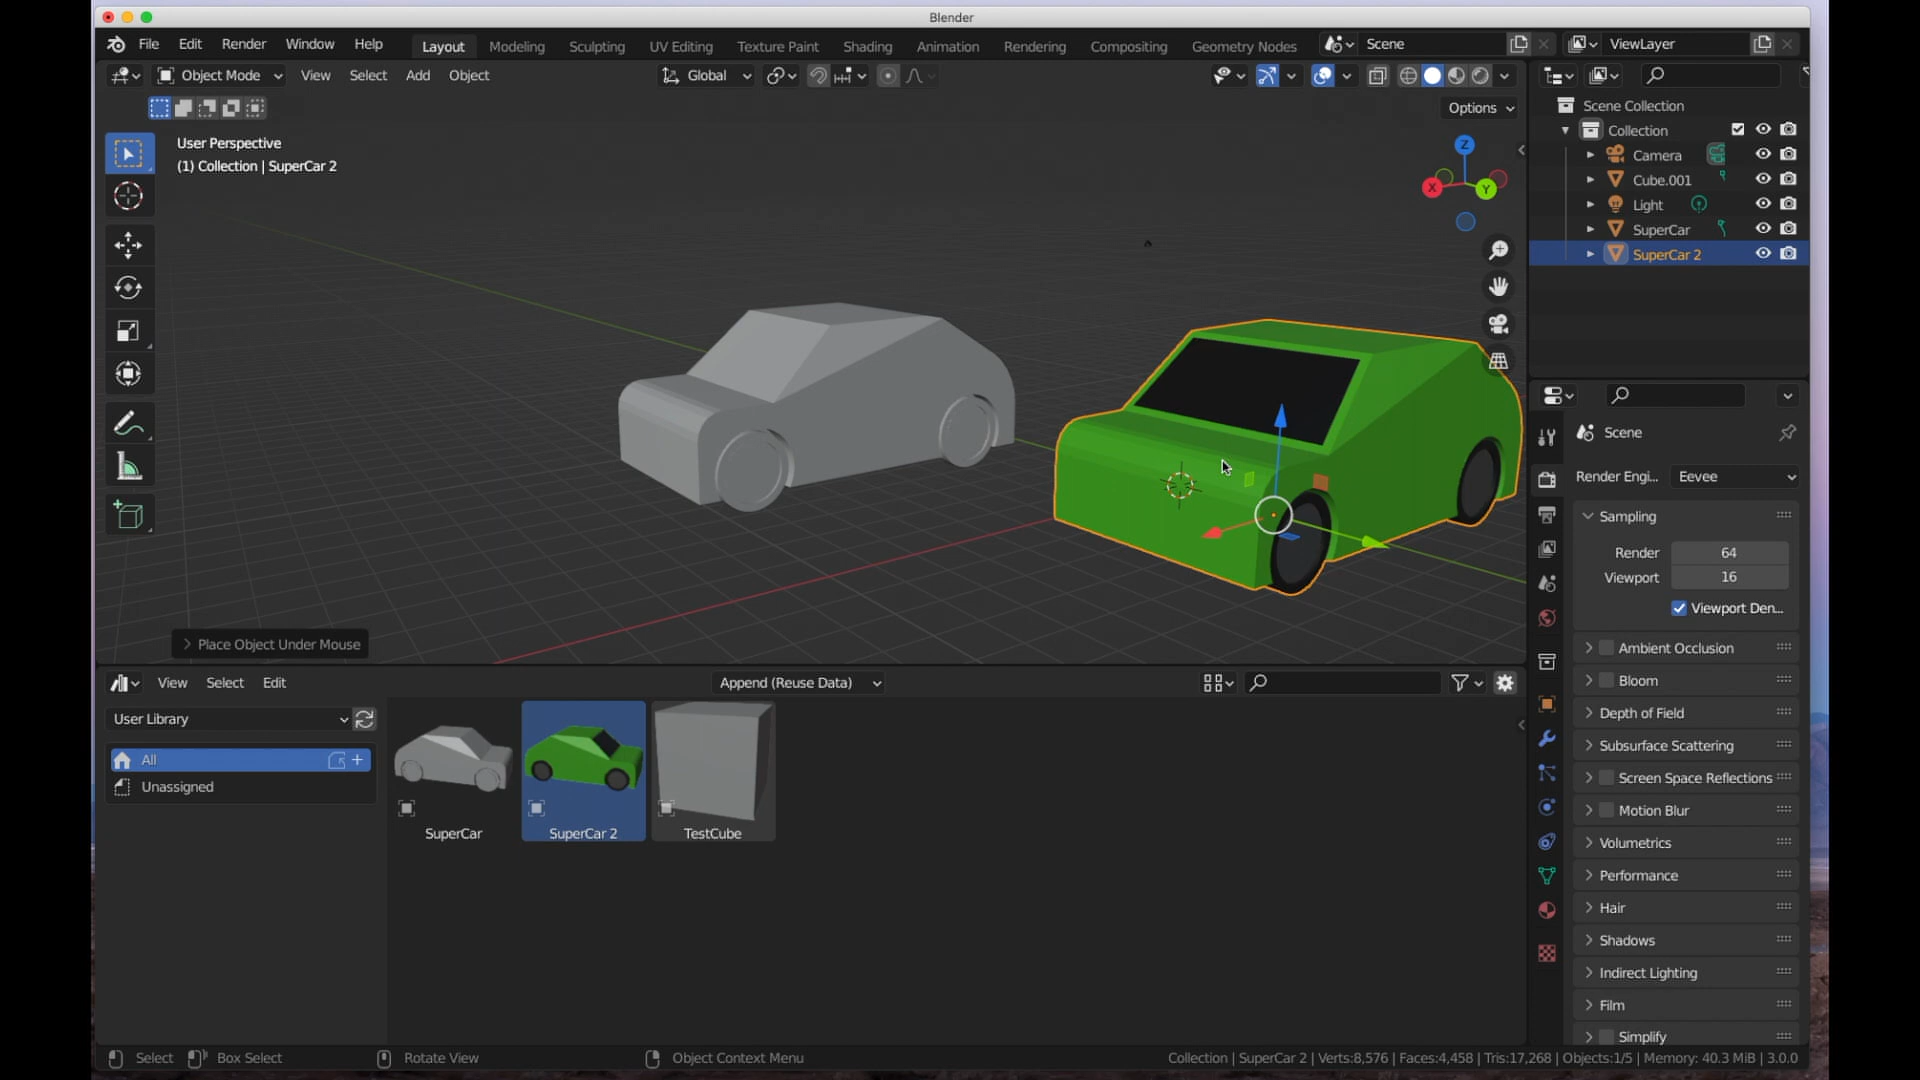 Blender
File Edit Render Window Help Layout Modeling Sculpting UV Editing Texture Paint Shading Animation Rendering Compositing Geometry Nodes Scene ViewLayer
Object Mode View Select Add Object Global
Options
User Perspective
(1) Collection | SuperCar 2
Z
X
Y
Scene Collection
Collection
Camera
Cube.001
Light
SuperCar
SuperCar 2
Scene
Render Engi... Eevee
Sampling
Render 64
Viewport 16
Viewport Den...
Ambient Occlusion
Bloom
Depth of Field
Subsurface Scattering
Screen Space Reflections
Motion Blur
Volumetrics
Performance
Hair
Shadows
Indirect Lighting
Film
Simplify
Place Object Under Mouse
View Select Edit Append (Reuse Data)
User Library
All
Unassigned
SuperCar
SuperCar 2
TestCube
Select Box Select Rotate View Object Context Menu Collection | SuperCar 2 | Verts:8,576 | Faces:4,458 | Tris:17,268 | Objects:1/5 | Memory: 40.3 MiB | 3.0.0